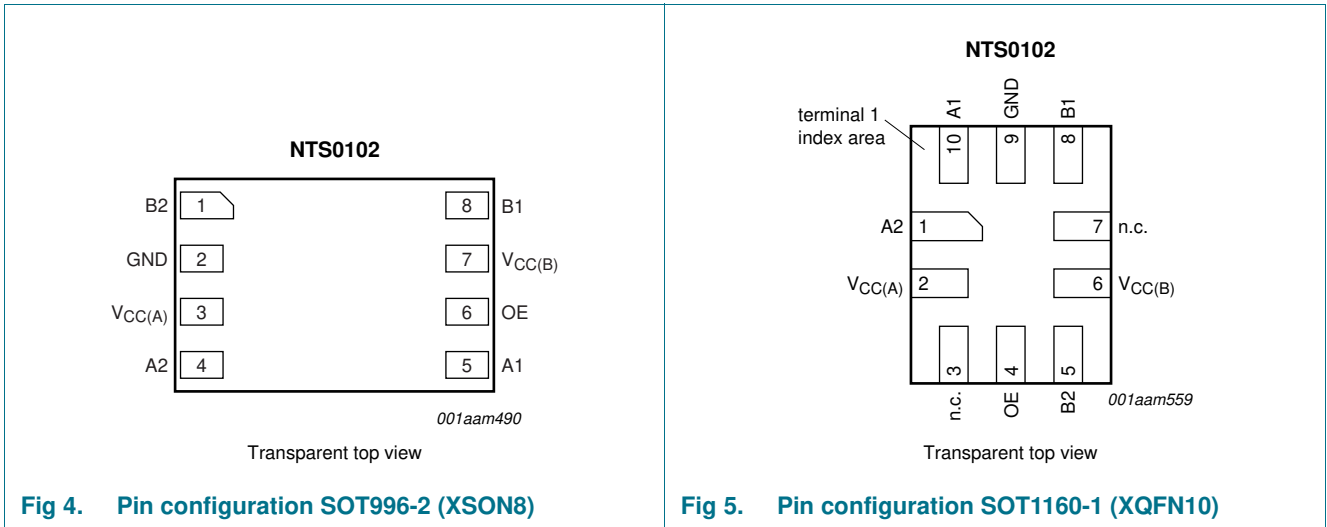 NTS0102
B2 1 8 B1
GND 2 7 VCC(B)
VCC(A) 3 6 OE
A2 4 5 A1
001aam490
Transparent top view
Fig 4. Pin configuration SOT996-2 (XSON8)
NTS0102
terminal 1
index area
A1 GND B1
10 9 8
A2 1 7 n.c.
VCC(A) 2 6 VCC(B)
3 4 5
n.c. OE B2
001aam559
Transparent top view
Fig 5. Pin configuration SOT1160-1 (XQFN10)